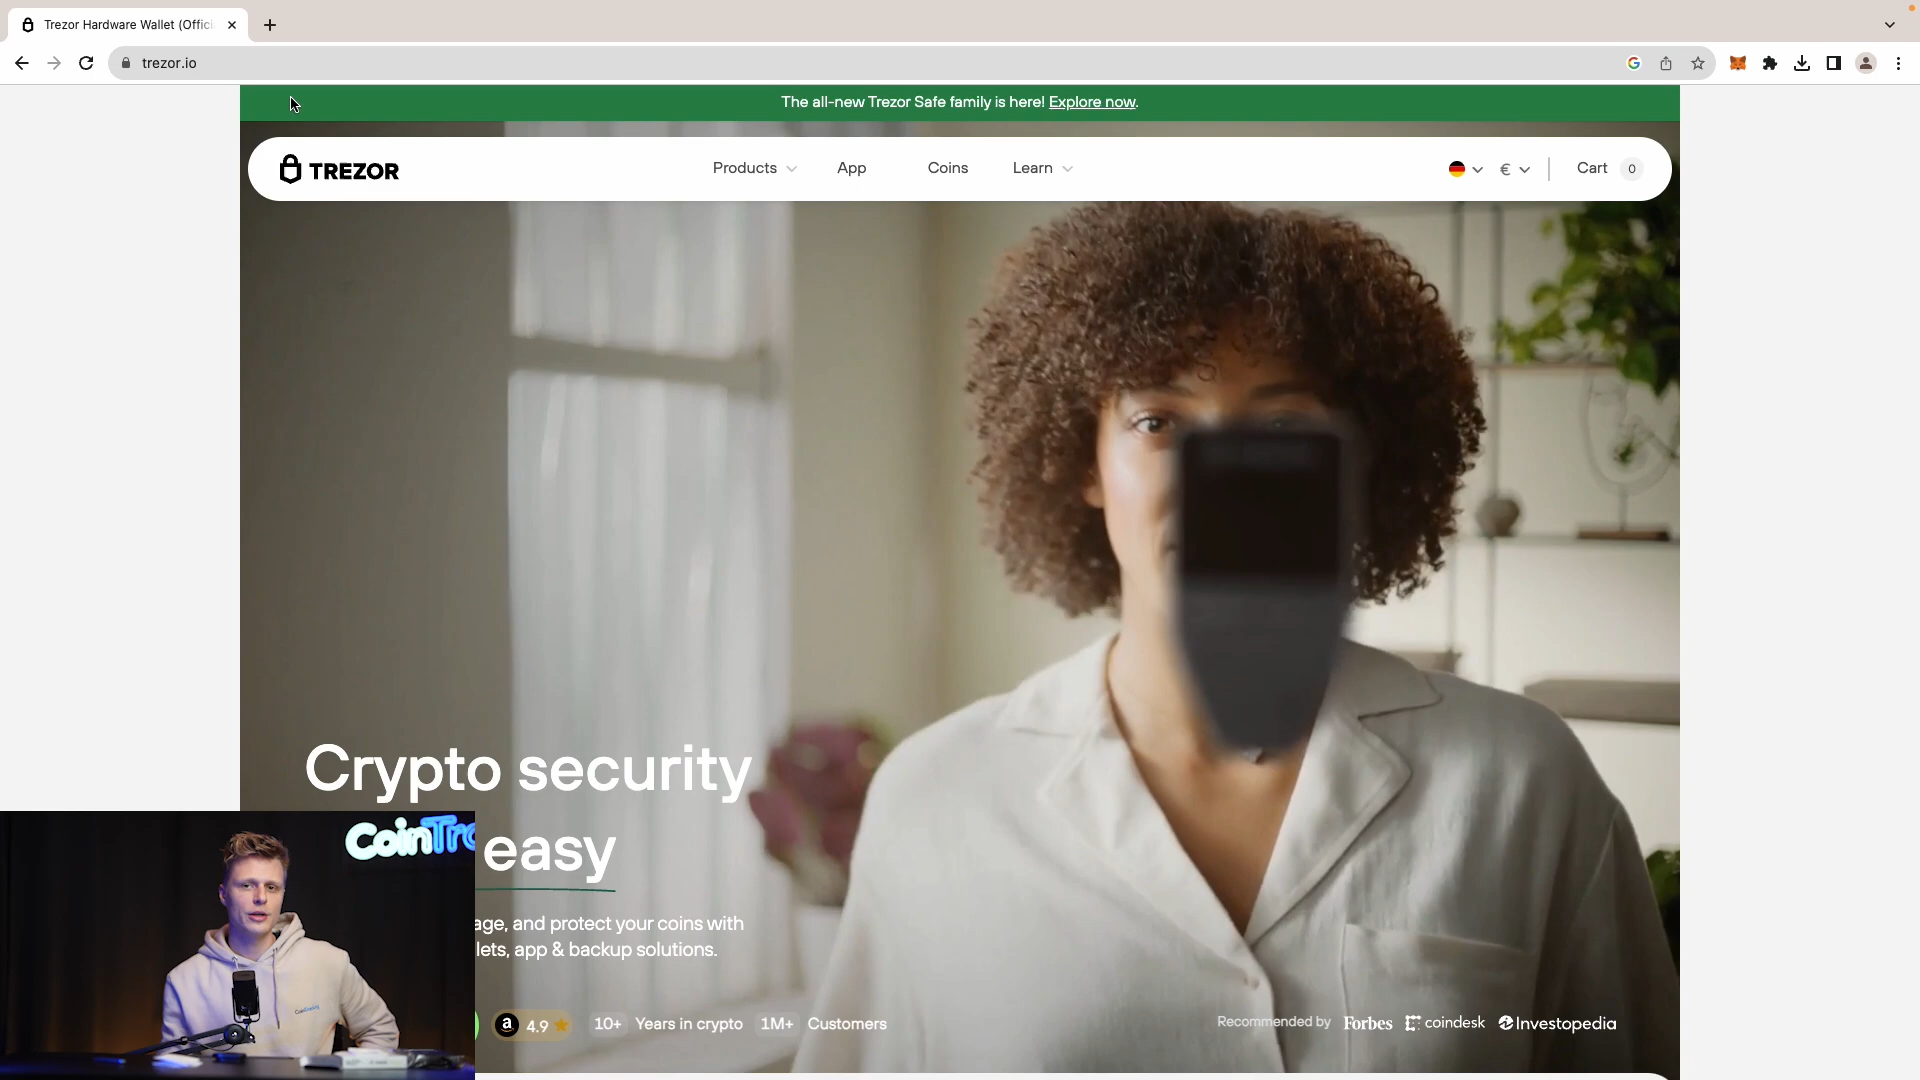 Trezor Hardware Wallet (Offici
trezor.io
The all-new Trezor Safe family is here! Explore now.
TREZOR
Products
App
Coins
Learn
€
Cart
0
Crypto security
easy
age, and protect your coins with
lets, app & backup solutions.
CoinTra
a 4.9
10+ Years in crypto
1M+ Customers
Recommended by Forbes coindesk Investopedia